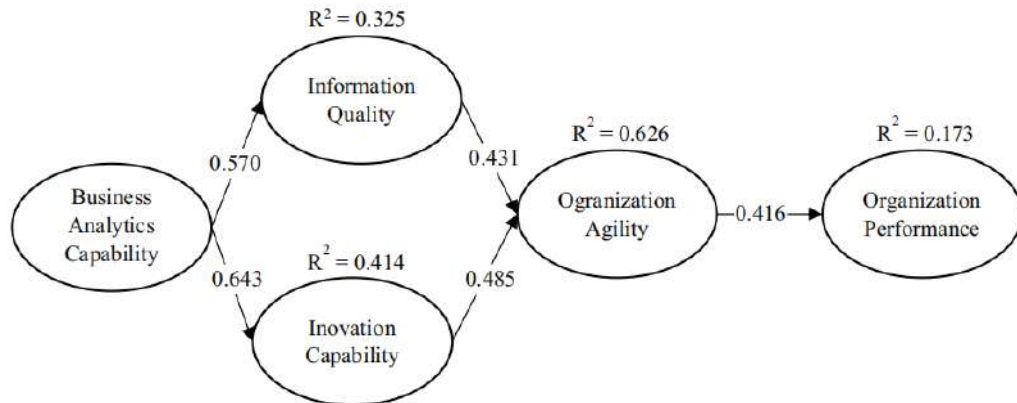 R² = 0.325
Information
Quality
R² = 0.626
R² = 0.173
0.570
0.431
Business
Analytics
Capability
Ogranization
Agility
0.416
Organization
Performance
0.643
R² = 0.414
0.485
Inovation
Capability